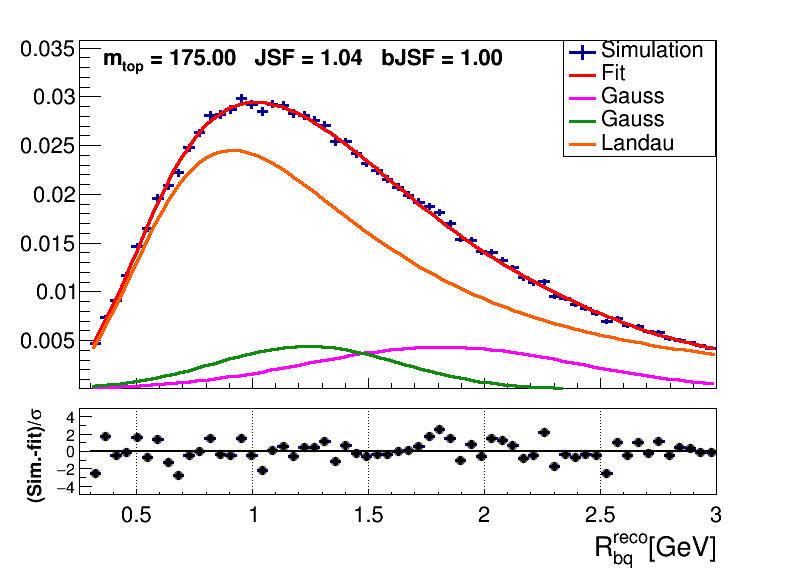 m_top = 175.00 JSF = 1.04 bJSF = 1.00
Simulation
Fit
Gauss
Gauss
Landau
0.035
0.03
0.025
0.02
0.015
0.01
0.005
(Sim.-fit)/σ
4
2
0
−2
−4
0.5 1 1.5 2 2.5 3
R_bq^reco[GeV]